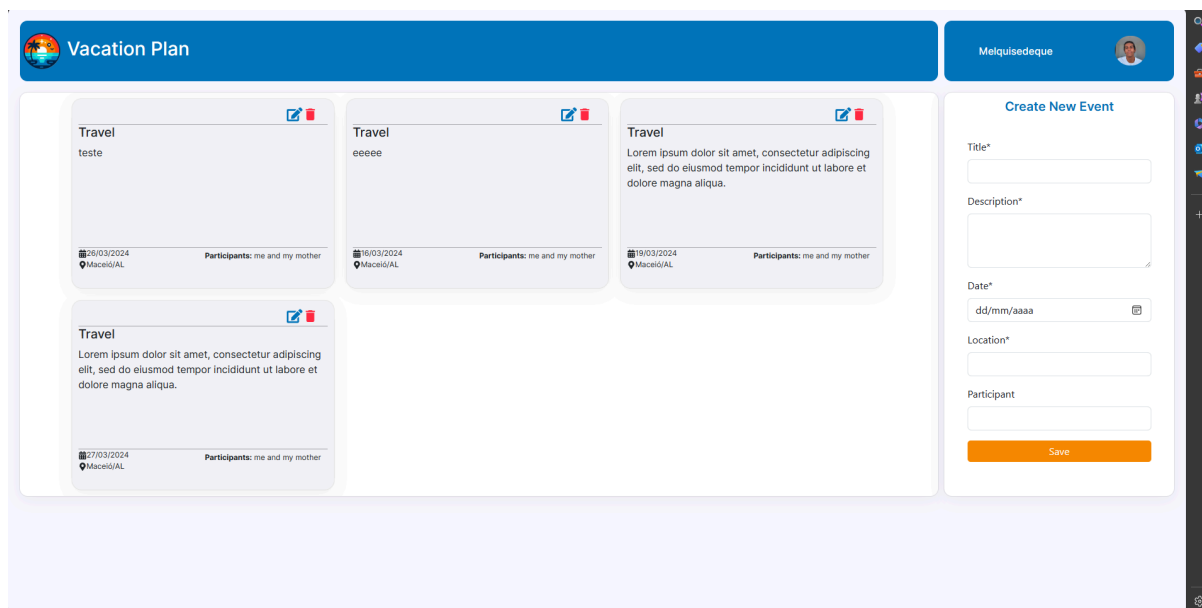 Vacation Plan
Melquisedeque
Travel
teste
26/03/2024
Maceió/AL
Participants: me and my mother
Travel
eeeee
16/03/2024
Maceió/AL
Participants: me and my mother
Travel
Lorem ipsum dolor sit amet, consectetur adipiscing
elit, sed do eiusmod tempor incididunt ut labore et
dolore magna aliqua.
19/03/2024
Maceió/AL
Participants: me and my mother
Travel
Lorem ipsum dolor sit amet, consectetur adipiscing
elit, sed do eiusmod tempor incididunt ut labore et
dolore magna aliqua.
27/03/2024
Maceió/AL
Participants: me and my mother
Create New Event
Title*
Description*
Date*
dd/mm/aaaa
Location*
Participant
Save